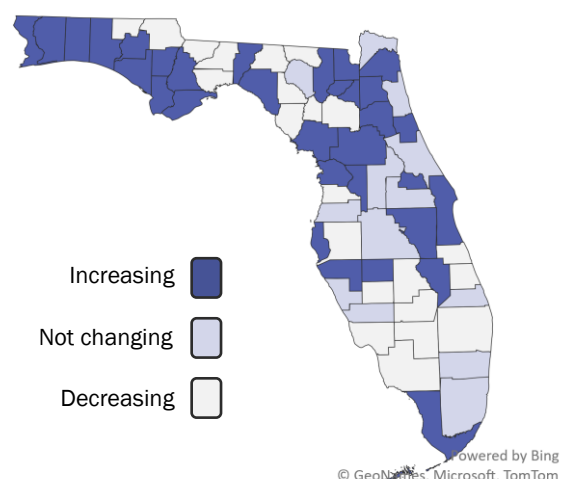 Increasing
Not changing
Decreasing
Powered by Bing
© GeoNames, Microsoft, TomTom